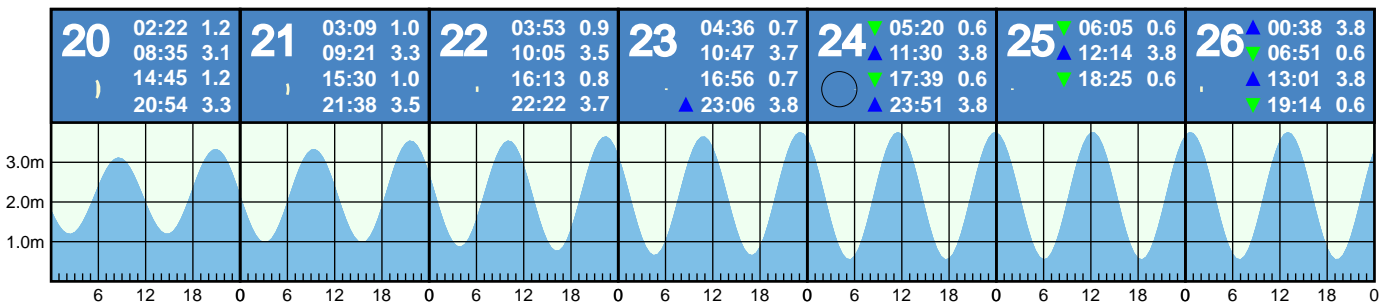 20
02:22 1.2
08:35 3.1
14:45 1.2
20:54 3.3
21
03:09 1.0
09:21 3.3
15:30 1.0
21:38 3.5
22
03:53 0.9
10:05 3.5
16:13 0.8
22:22 3.7
23
04:36 0.7
10:47 3.7
16:56 0.7
▲ 23:06 3.8
24
▼ 05:20 0.6
▲ 11:30 3.8
▼ 17:39 0.6
▲ 23:51 3.8
25
▼ 06:05 0.6
▲ 12:14 3.8
▼ 18:25 0.6
26
▲ 00:38 3.8
▼ 06:51 0.6
▲ 13:01 3.8
▼ 19:14 0.6
3.0m
2.0m
1.0m
6 12 18 0 6 12 18 0 6 12 18 0 6 12 18 0 6 12 18 0 6 12 18 0 6 12 18 0